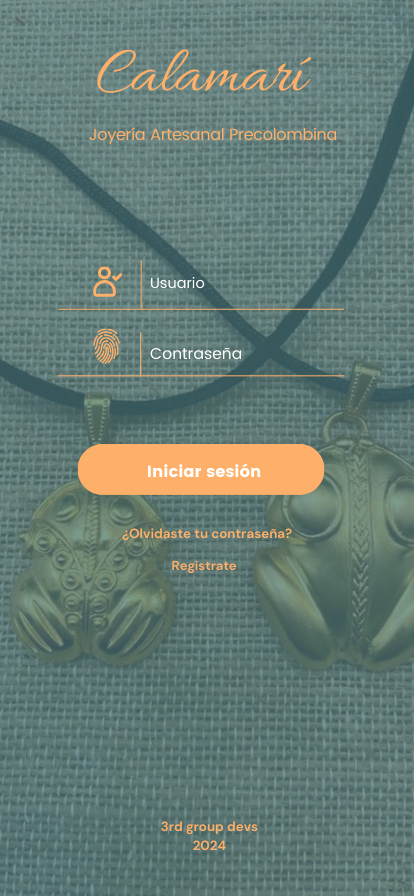 Calamarí
Joyería Artesanal Precolombina
Usuario
Contraseña
Iniciar sesión
¿Olvidaste tu contraseña?
Registrate
3rd group devs
2024